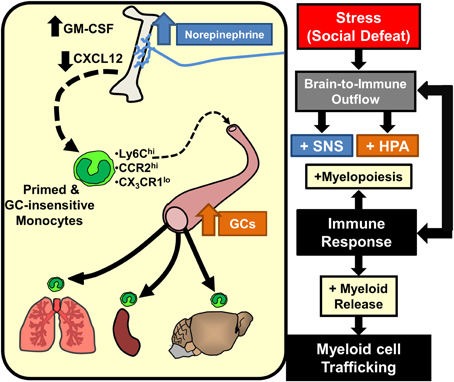 GM-CSF
CXCL12
Norepinephrine
•Ly6Chi
•CCR2hi
•CX3CR1lo
Primed &
GC-insensitive
Monocytes
GCs
Stress
(Social Defeat)
Brain-to-Immune
Outflow
+ SNS
+ HPA
+Myelopoiesis
Immune
Response
+ Myeloid
Release
Myeloid cell
Trafficking